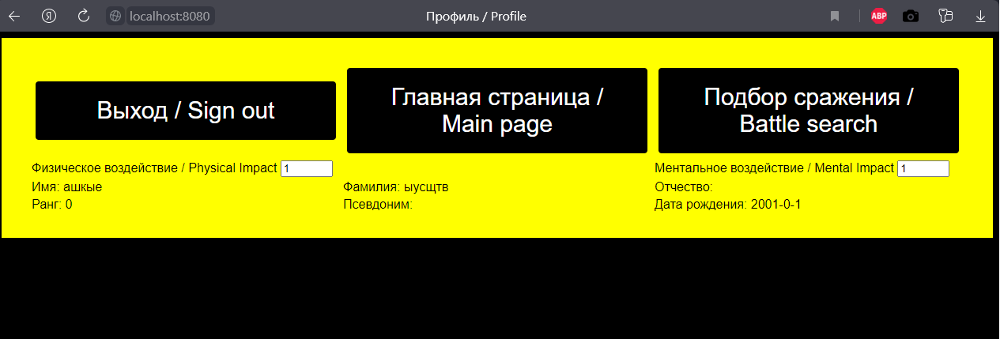 localhost:8080 Профиль / Profile ABP
Выход / Sign out
Главная страница /
Main page
Подбор сражения /
Battle search
Физическое воздействие / Physical Impact 1
Ментальное воздействие / Mental Impact 1
Имя: ашкые
Фамилия: ыусщтв
Отчество:
Ранг: 0
Псевдоним:
Дата рождения: 2001-0-1